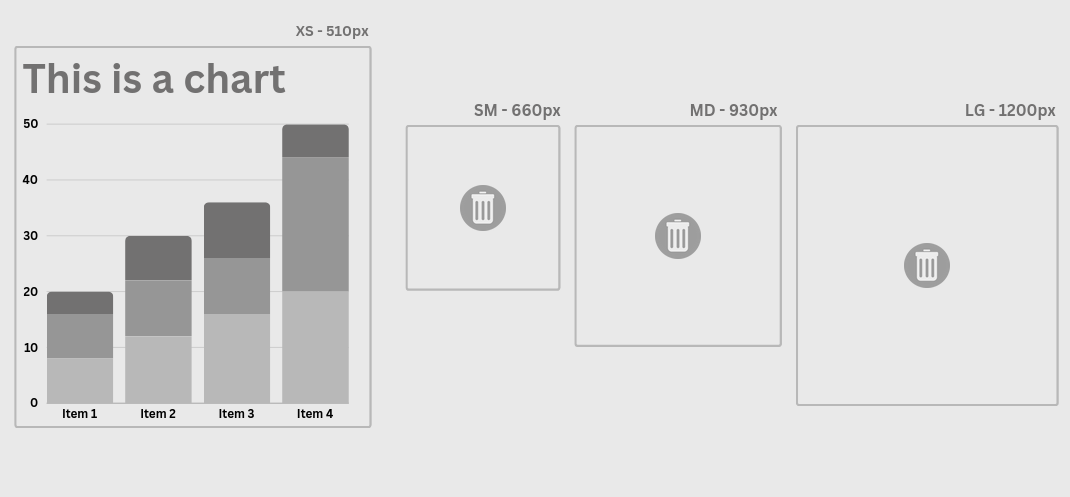 XS - 510px
This is a chart
50
40
30
20
10
0
Item 1 Item 2 Item 3 Item 4
SM - 660px
MD - 930px
LG - 1200px